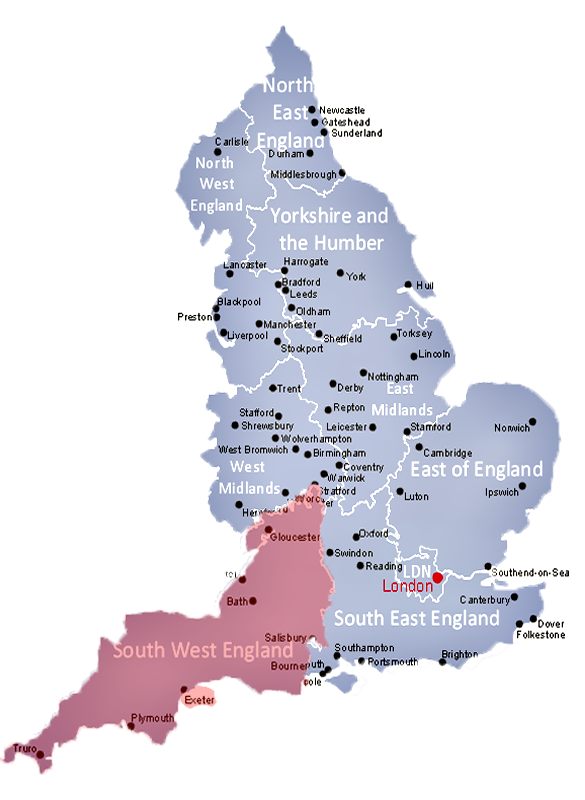 North
East
England
Newcastle
Gateshead
Sunderland
Carlisle
Durham
Middlesbrough
North
West
England
Yorkshire and
the Humber
Lancaster
Harrogate
York
Bradford
Leeds
Hull
Blackpool
Preston
Oldham
Manchester
Liverpool
Sheffield
Stockport
Torksey
Lincoln
Nottingham
Trent
Derby
East
Midlands
Repton
Stafford
Shrewsbury
Leicester
Stamford
Norwich
Wolverhampton
West Bromwich
Birmingham
Cambridge
West
Midlands
Coventry
Warwick
East of England
Stratford
Luton
Ipswich
Gloucester
Oxford
Swindon
Reading
LDN
London
Southend-on-Sea
Bath
Canterbury
South East England
Dover
Folkestone
Salisbury
South West England
Southampton
Portsmouth
Brighton
Exeter
Plymouth
Truro